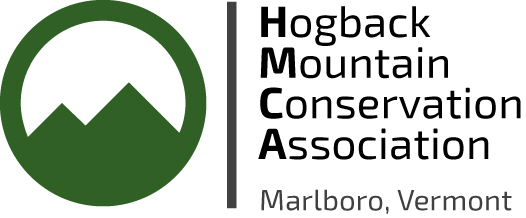 Hogback
Mountain
Conservation
Association
Marlboro, Vermont